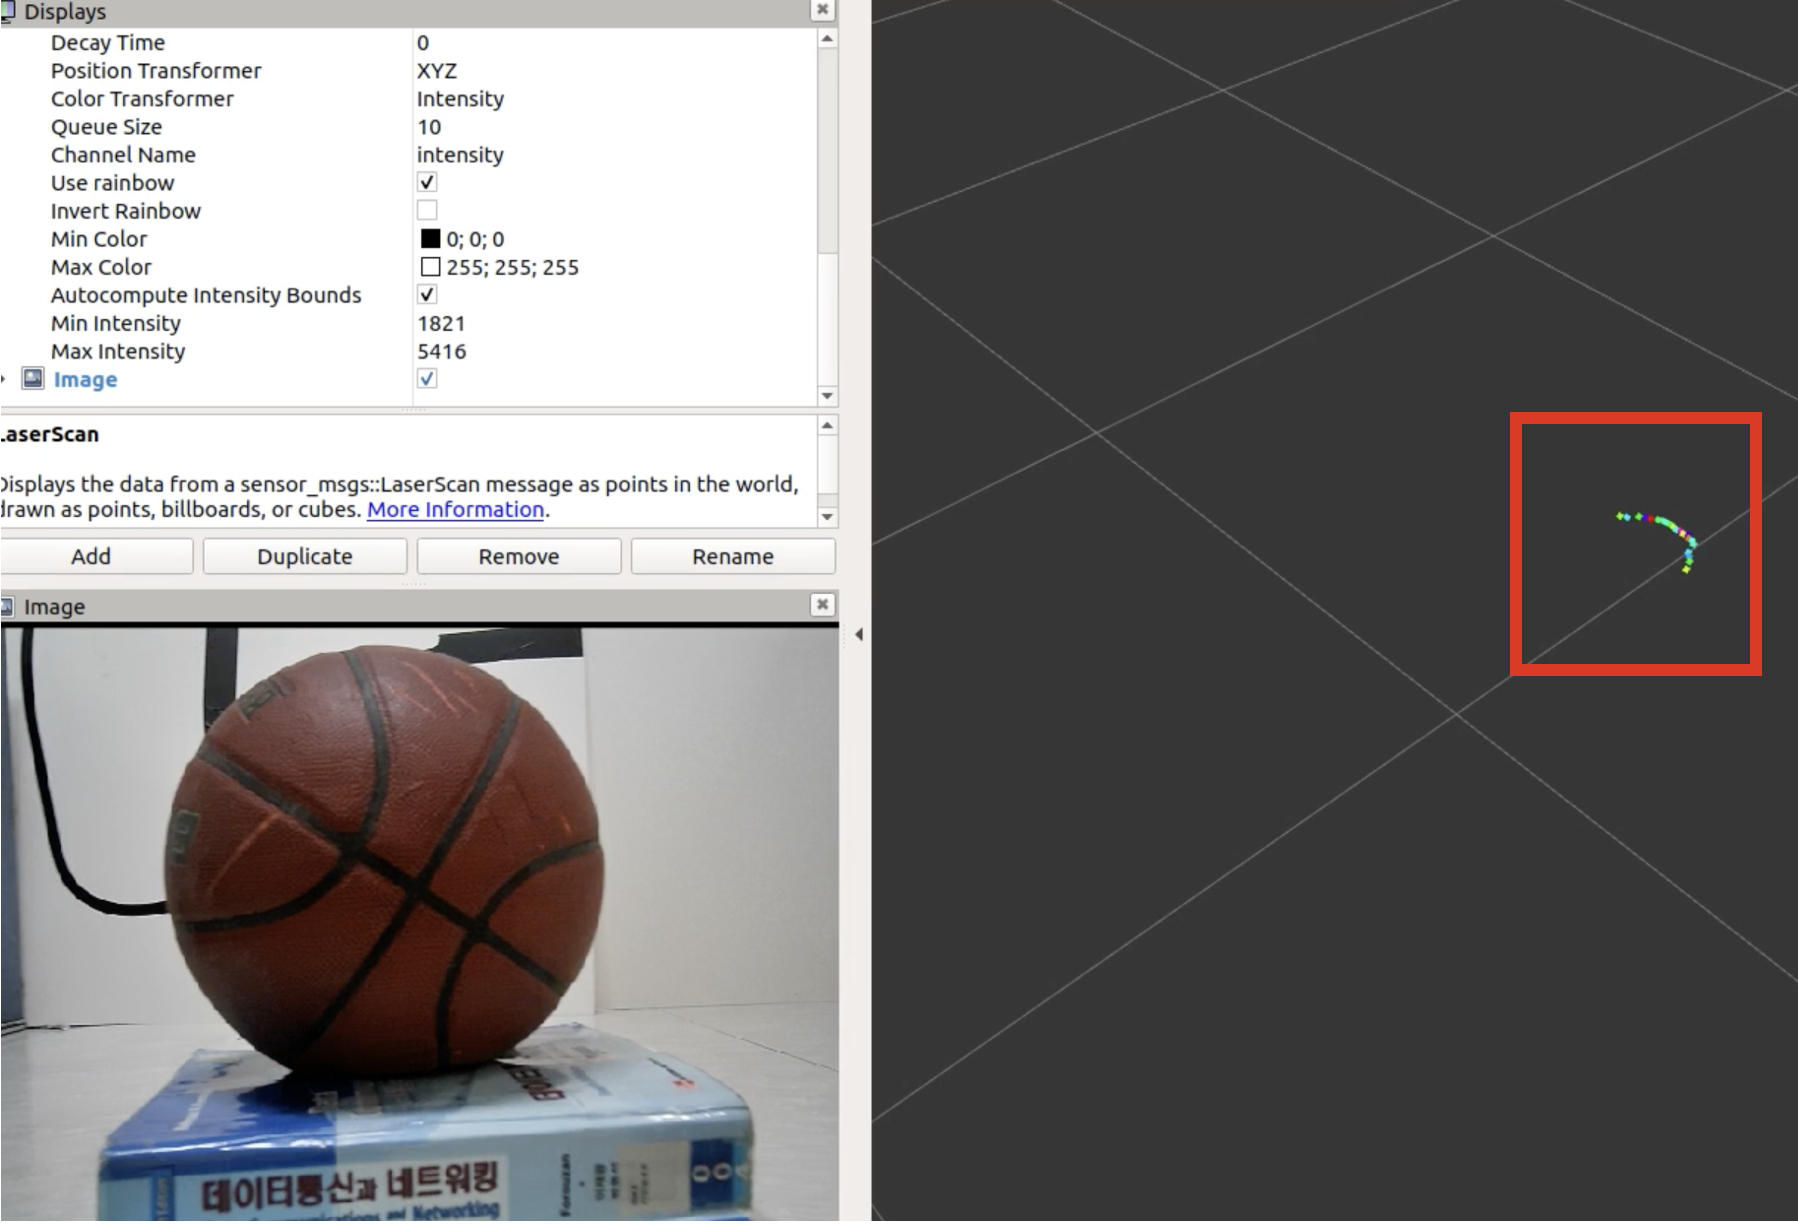 Displays
Decay Time 0
Position Transformer XYZ
Color Transformer Intensity
Queue Size 10
Channel Name intensity
Use rainbow
Invert Rainbow
Min Color 0; 0; 0
Max Color 255; 255; 255
Autocompute Intensity Bounds
Min Intensity 1821
Max Intensity 5416
Image
LaserScan
Displays the data from a sensor_msgs::LaserScan message as points in the world,
drawn as points, billboards, or cubes. More Information.
Add Duplicate Remove Rename
Image
데이터통신과 네트워킹
Forouzan
Communications and Networking